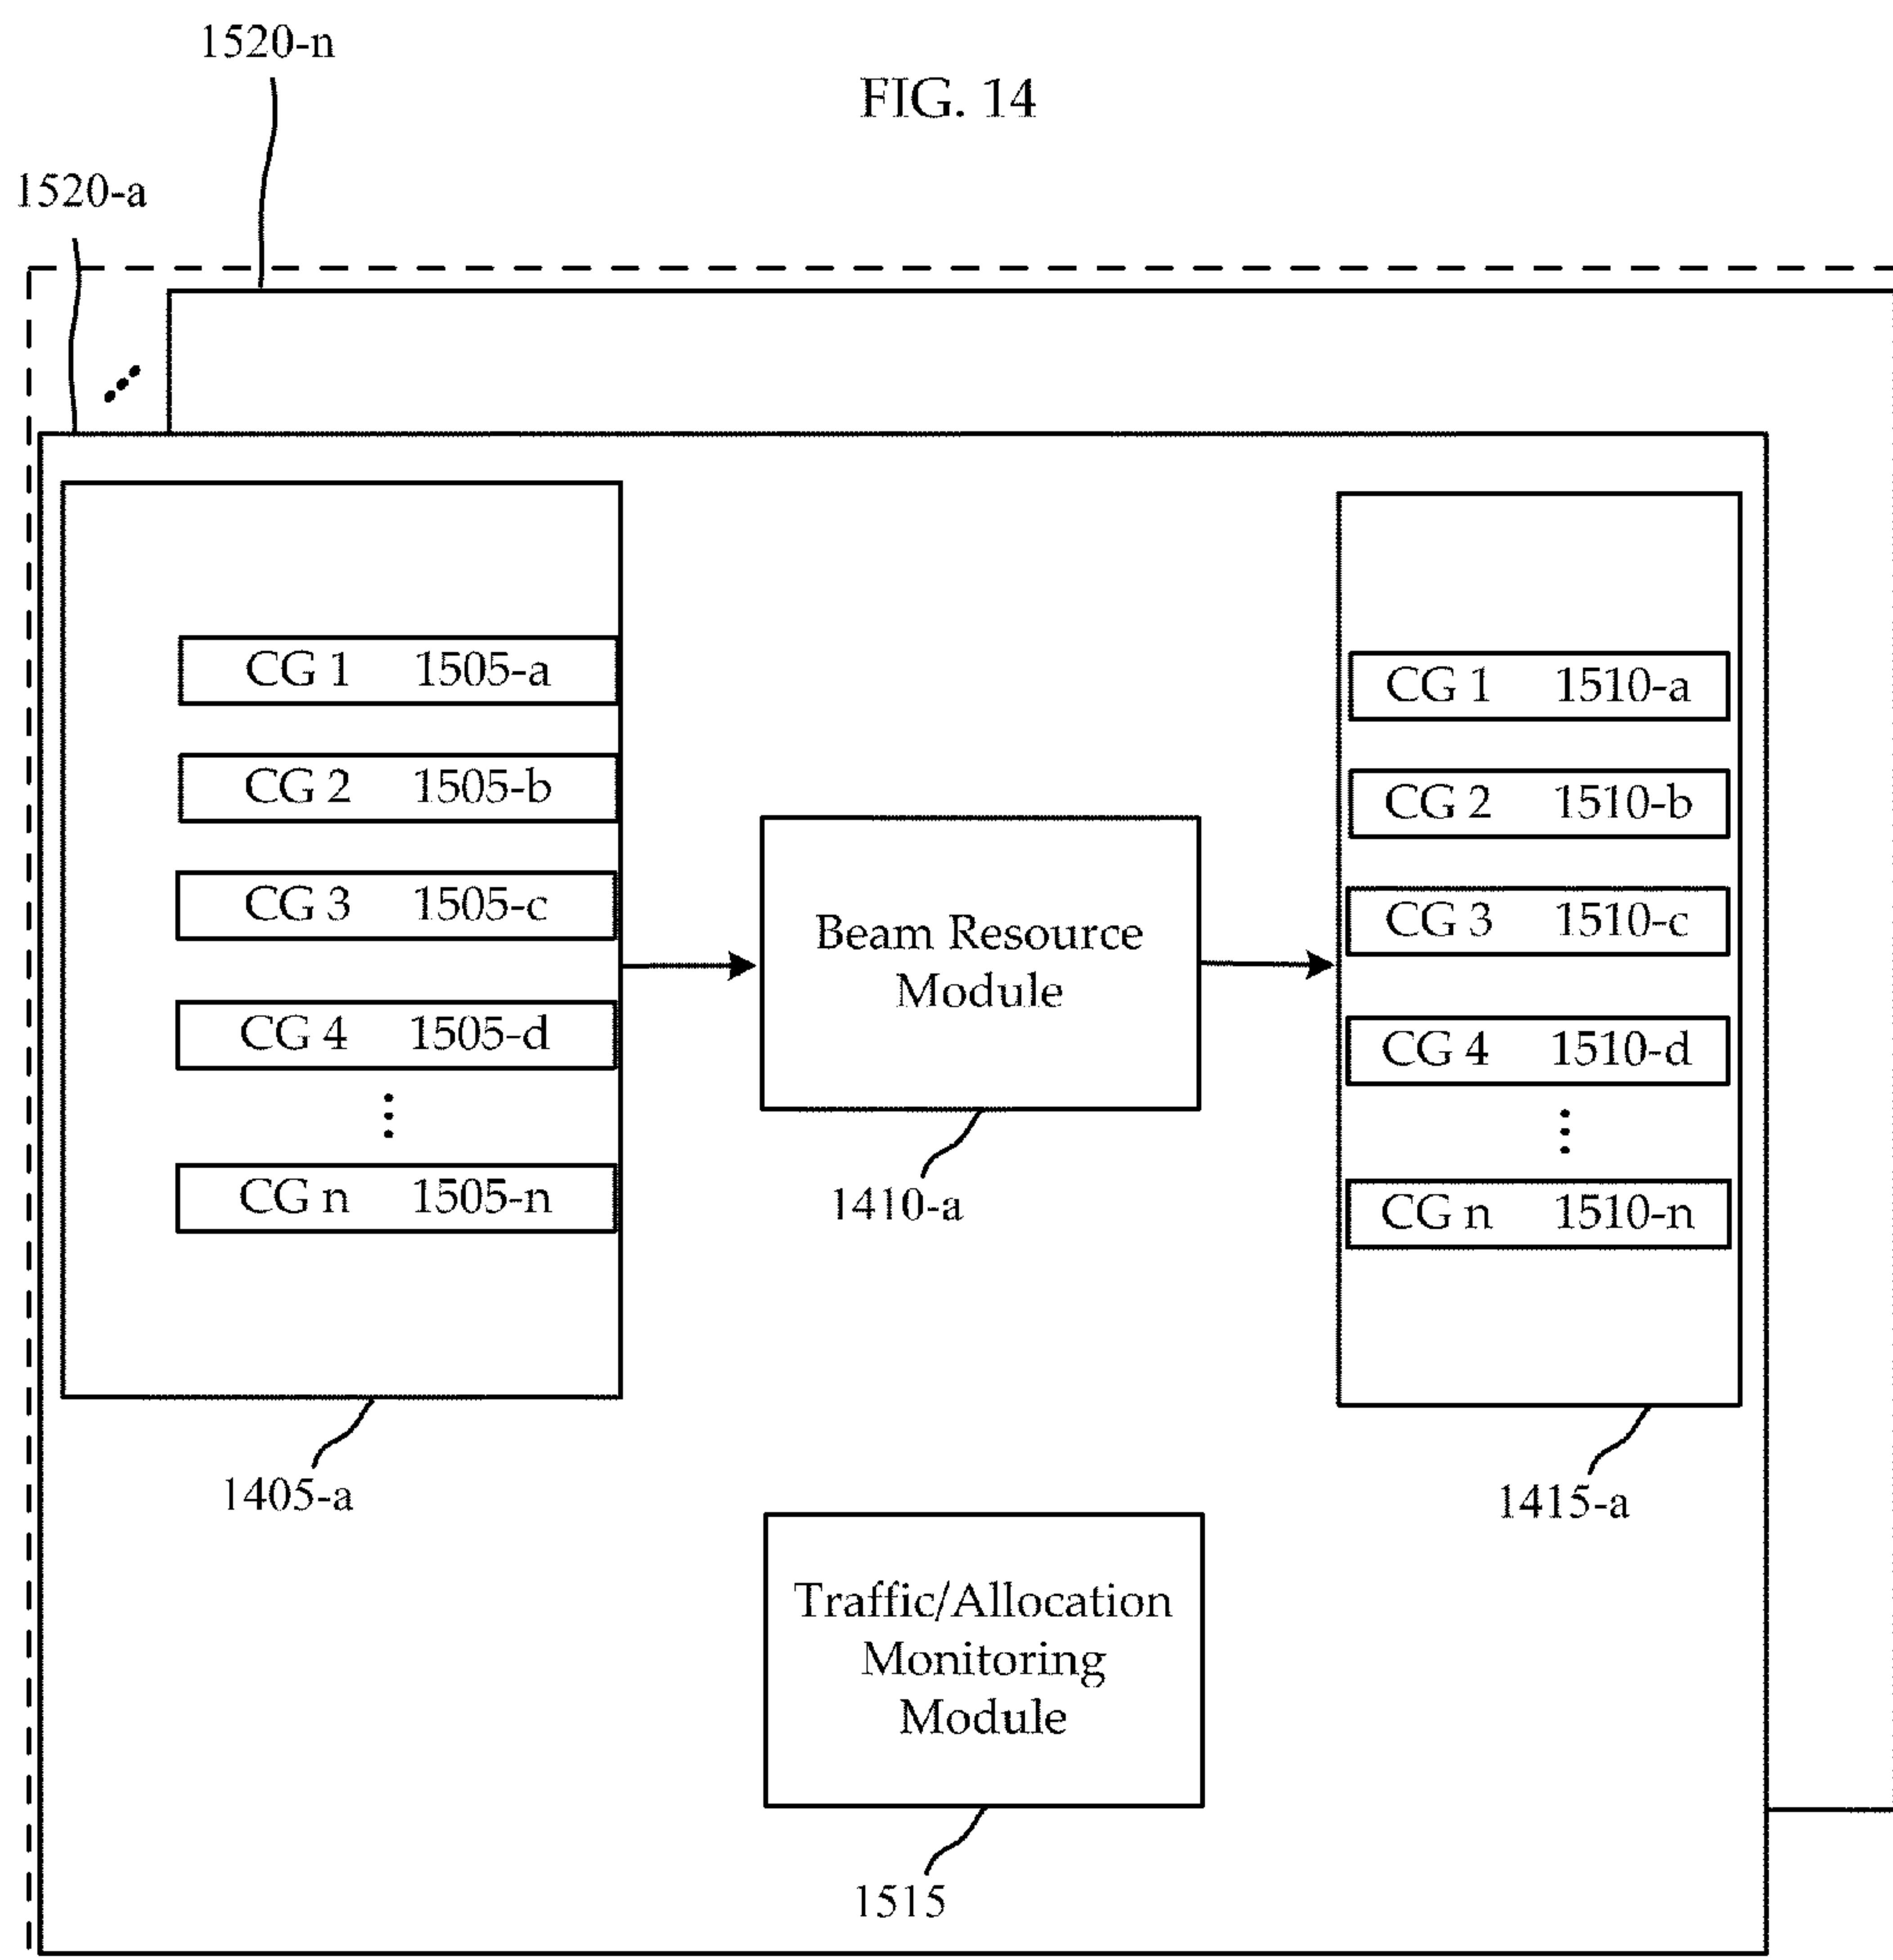 1520-n
FIG. 14
1520-a
CG 1 1505-a
CG 2 1505-b
CG 3 1505-c
CG 4 1505-d
CG n 1505-n
1405-a
Beam Resource
Module
1410-a
CG 1 1510-a
CG 2 1510-b
CG 3 1510-c
CG 4 1510-d
CG n 1510-n
1415-a
Traffic/Allocation
Monitoring
Module
1515